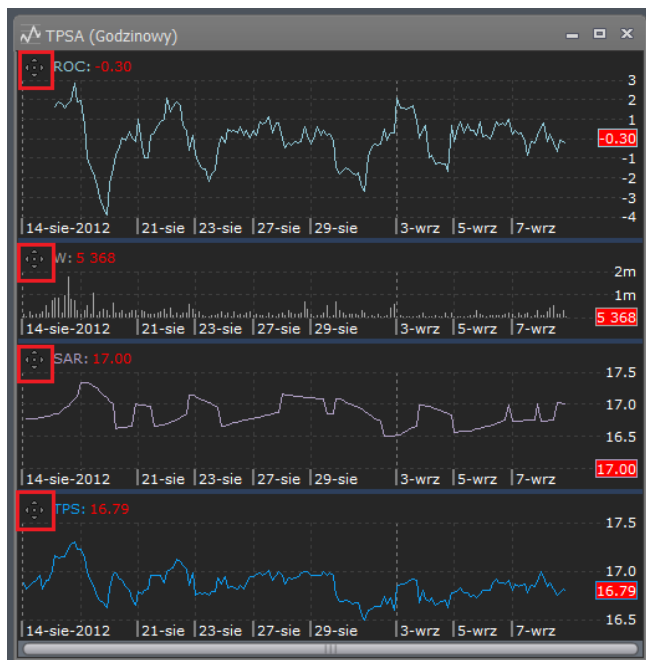 TPSA (Godzinowy)
ROC: -0.30
3
2
1
-0.30
-1
-2
-3
-4
14-sie-2012 21-sie 23-sie 27-sie 29-sie 3-wrz 5-wrz 7-wrz
W: 5 368
2m
1m
5 368
14-sie-2012 21-sie 23-sie 27-sie 29-sie 3-wrz 5-wrz 7-wrz
SAR: 17.00
17.5
17.0
16.5
17.00
14-sie-2012 21-sie 23-sie 27-sie 29-sie 3-wrz 5-wrz 7-wrz
TPS: 16.79
17.5
17.0
16.79
16.5
14-sie-2012 21-sie 23-sie 27-sie 29-sie 3-wrz 5-wrz 7-wrz